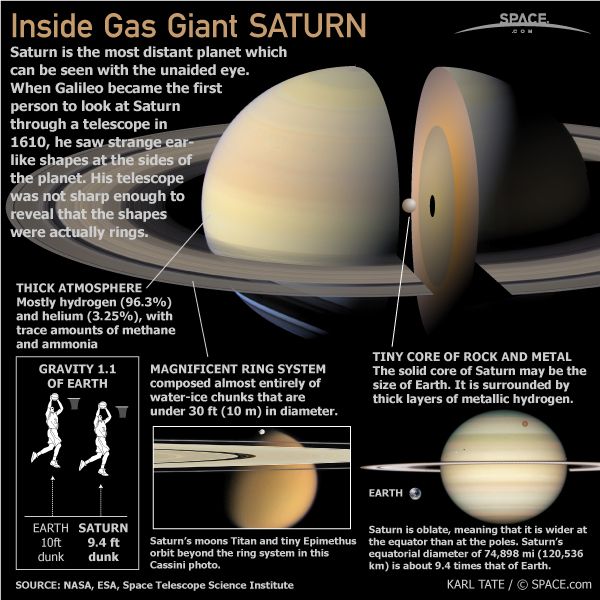 Inside Gas Giant SATURN
SPACE.
.COM
Saturn is the most distant planet which
can be seen with the unaided eye.
When Galileo became the first
person to look at Saturn
through a telescope in
1610, he saw strange ear-
like shapes at the sides of
the planet. His telescope
was not sharp enough to
reveal that the shapes
were actually rings.
THICK ATMOSPHERE
Mostly hydrogen (96.3%)
and helium (3.25%), with
trace amounts of methane
and ammonia
MAGNIFICENT RING SYSTEM
composed almost entirely of
water-ice chunks that are
under 30 ft (10 m) in diameter.
TINY CORE OF ROCK AND METAL
The solid core of Saturn may be the
size of Earth. It is surrounded by
thick layers of metallic hydrogen.
GRAVITY 1.1
OF EARTH
EARTH
10ft
dunk
SATURN
9.4 ft
dunk
Saturn's moons Titan and tiny Epimethus
orbit beyond the ring system in this
Cassini photo.
EARTH
Saturn is oblate, meaning that it is wider at
the equator than at the poles. Saturn's
equatorial diameter of 74,898 mi (120,536
km) is about 9.4 times that of Earth.
SOURCE: NASA, ESA, Space Telescope Science Institute
KARL TATE / © SPACE.com